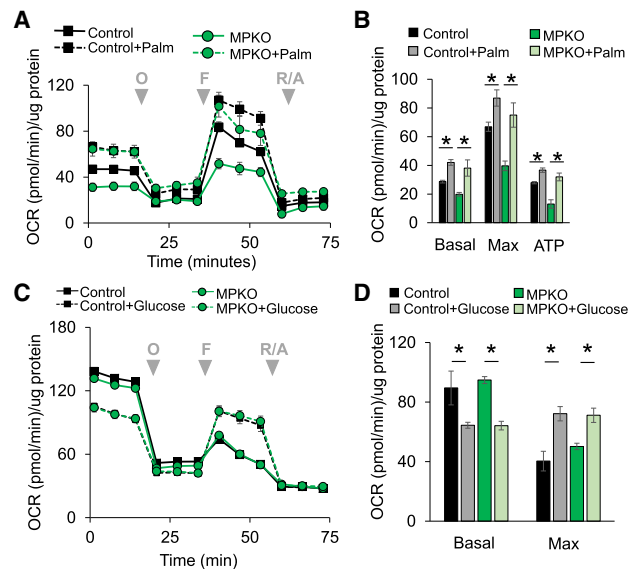 A
Control
Control+Palm
MPKO
MPKO+Palm
O
F
R/A
120
80
40
0
OCR (pmol/min)/ug protein
0
25
50
75
Time (minutes)
B
Control
Control+Palm
MPKO
MPKO+Palm
100
80
60
40
20
0
OCR (pmol/min)/ug protein
* *
* *
* *
Basal
Max
ATP
C
Control
Control+Glucose
MPKO
MPKO+Glucose
180
120
60
0
OCR (pmol/min)/ug protein
O
F
R/A
0
25
50
75
Time (min)
D
Control
Control+Glucose
MPKO
MPKO+Glucose
120
80
40
0
OCR (pmol/min)/ug protein
* *
* *
Basal
Max